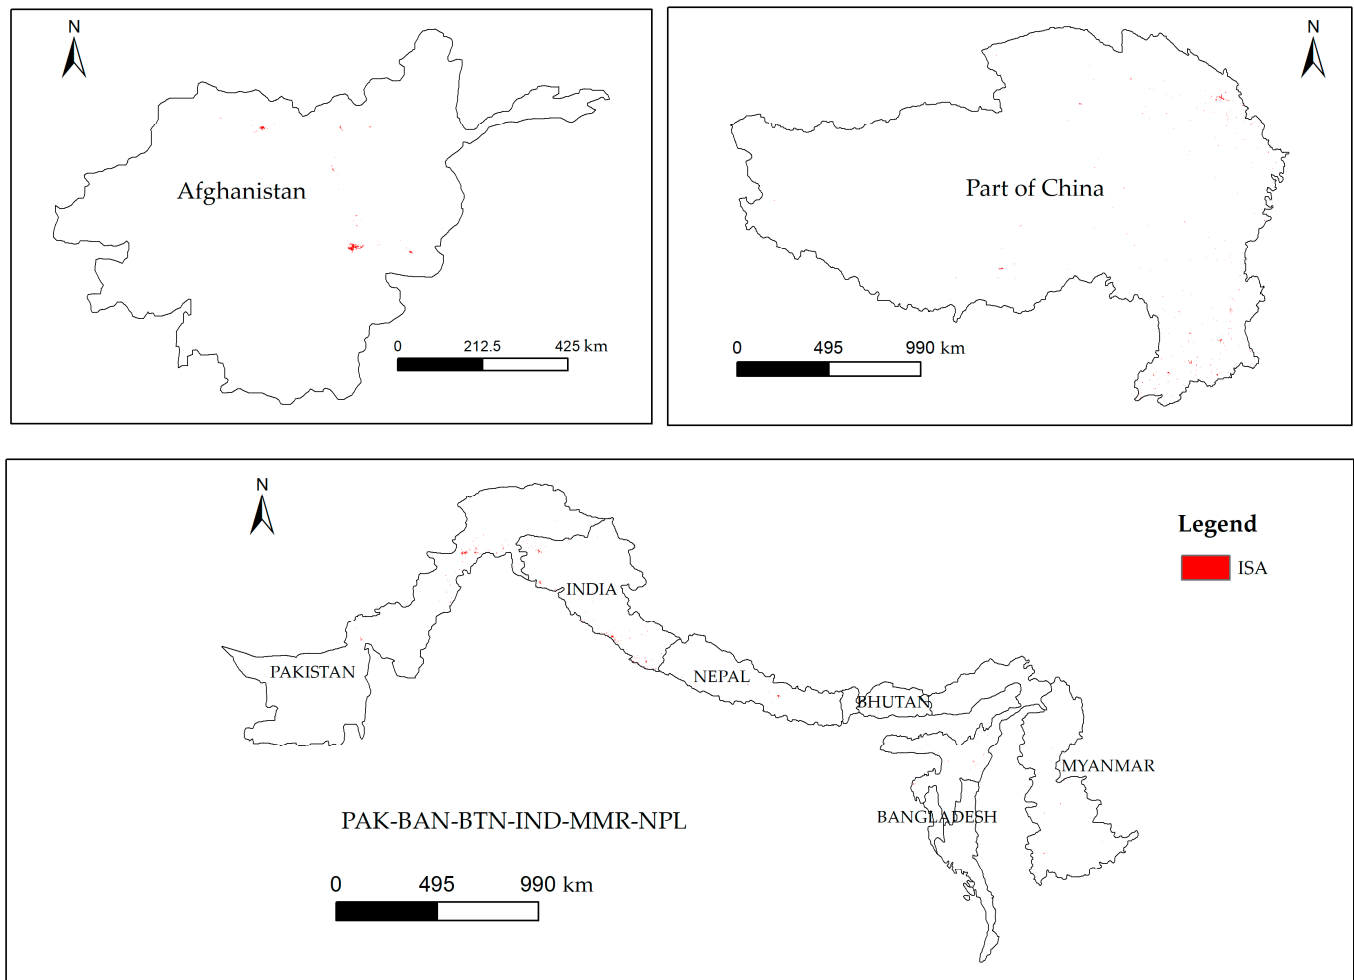 N
Afghanistan
0 212.5 425 km
N
Part of China
0 495 990 km
N
Legend
ISA
INDIA
PAKISTAN
NEPAL
BHUTAN
MYANMAR
BANGLADESH
PAK-BAN-BTN-IND-MMR-NPL
0 495 990 km